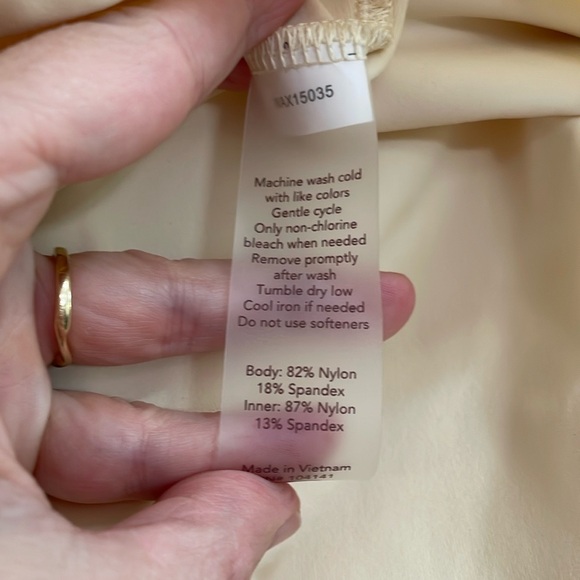 AX15035
Machine wash cold
with like colors
Gentle cycle
Only non-chlorine
bleach when needed
Remove promptly
after wash
Tumble dry low
Cool iron if needed
Do not use softeners
Body: 82% Nylon
18% Spandex
Inner: 87% Nylon
13% Spandex
Made in Vietnam
104141